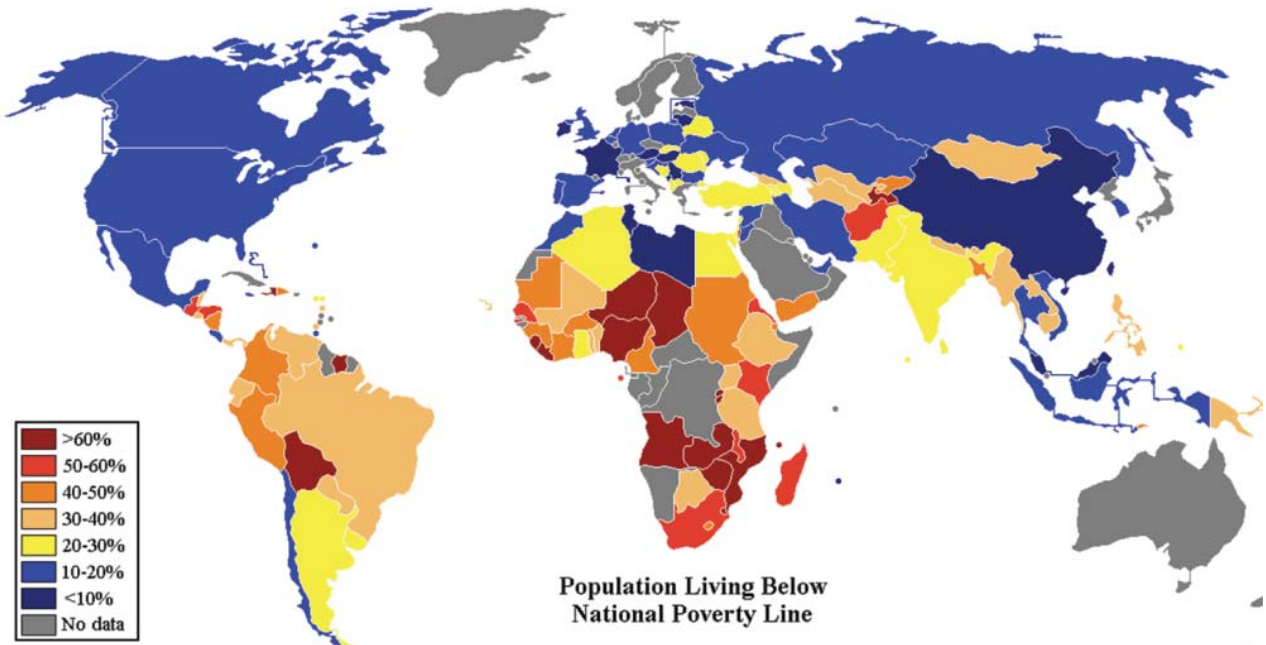 >60%
50-60%
40-50%
30-40%
20-30%
10-20%
<10%
No data
Population Living Below
National Poverty Line